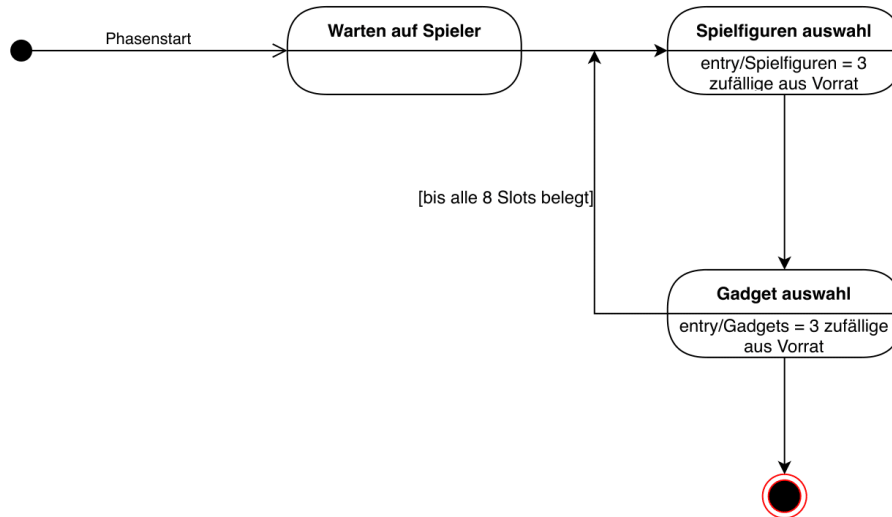 Phasenstart
Warten auf Spieler
Spielfiguren auswahl
entry/Spielfiguren = 3
zufällige aus Vorrat
[bis alle 8 Slots belegt]
Gadget auswahl
entry/Gadgets = 3 zufällige
aus Vorrat